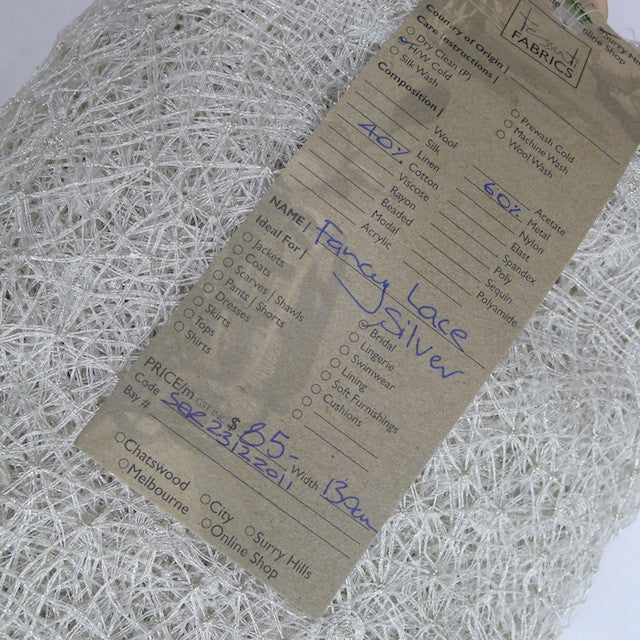 FABRICS
Surry Hil
Online Shop
Country of Origin |
Care Instructions |
Dry Clean (P)
H/W Cold
Silk Wash
Prewash Cold
Machine Wash
Wool Wash
Composition |
Wool
Silk
40% Linen
Cotton
Viscose
Rayon
Beaded
Modal
Acrylic
Acetate
60% Metal
Nylon
Elast
Spandex
Poly
Sequin
Polyamide
NAME | Fancy Lace
Silver
Ideal For |
Jackets
Coats
Scarves / Shawls
Pants / Shorts
Dresses
Skirts
Tops
Shirts
Bridal
Lingerie
Swimwear
Lining
Soft Furnishings
Cushions
PRICE/m $ 85-
Code SOR 23122011 Width 130cm
Bay #
Chatswood
City
Surry Hills
Melbourne
Online Shop